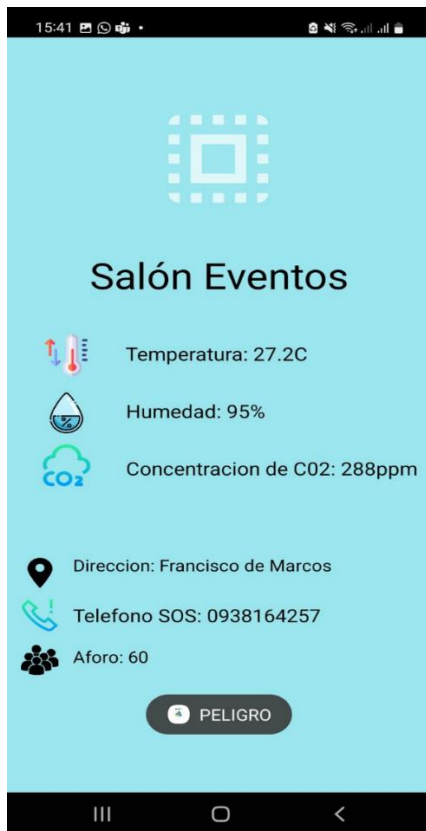 15:41
Salón Eventos
Temperatura: 27.2C
Humedad: 95%
CO2
Concentracion de C02: 288ppm
Direccion: Francisco de Marcos
Telefono SOS: 0938164257
Aforo: 60
PELIGRO